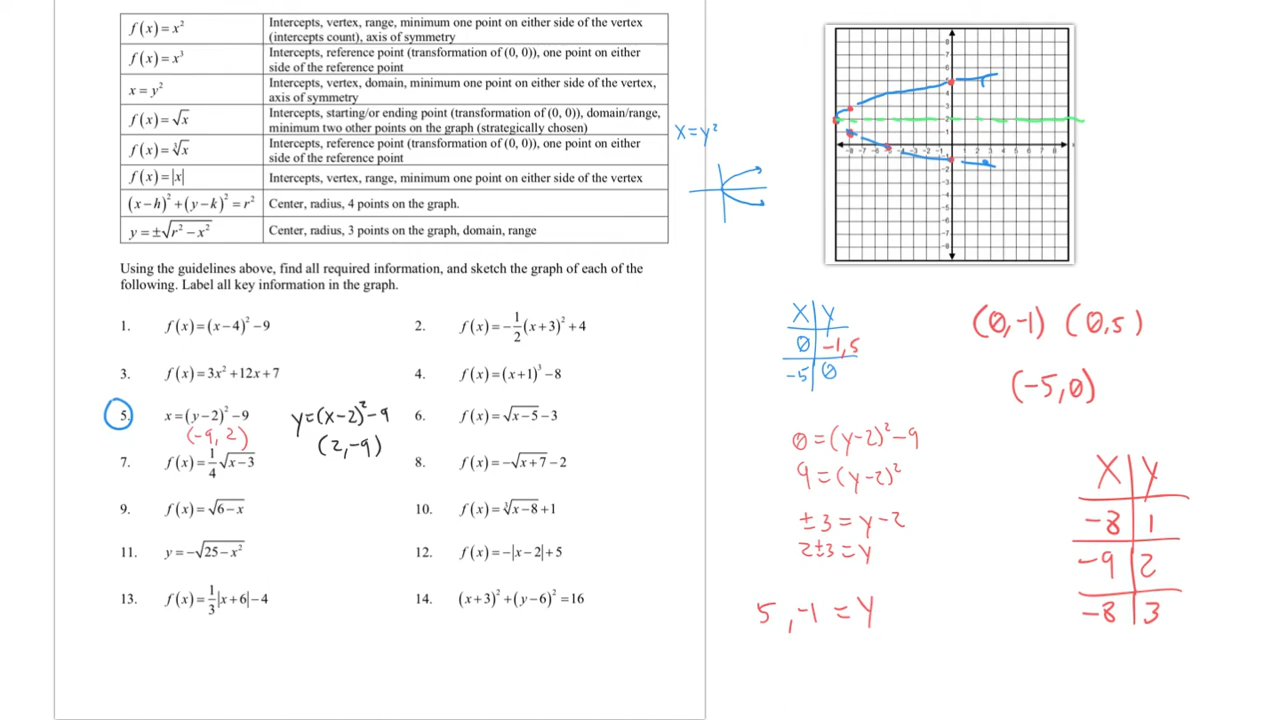 f(x) = x² Intercepts, vertex, range, minimum one point on either side of the vertex
(intercepts count), axis of symmetry
f(x) = x³ Intercepts, reference point (transformation of (0, 0)), one point on either
side of the reference point
x = y² Intercepts, vertex, domain, minimum one point on either side of the vertex,
axis of symmetry
f(x) = √x Intercepts, starting/or ending point (transformation of (0, 0)), domain/range,
minimum two other points on the graph (strategically chosen)
f(x) = ∛x Intercepts, reference point (transformation of (0, 0)), one point on either
side of the reference point
f(x) = |x| Intercepts, vertex, range, minimum one point on either side of the vertex
(x−h)² + (y−k)² = r² Center, radius, 4 points on the graph.
y = ±√(r² − x²) Center, radius, 3 points on the graph, domain, range
Using the guidelines above, find all required information, and sketch the graph of each of the
following. Label all key information in the graph.
1. f(x) = (x−4)² − 9
2. f(x) = −1/2(x+3)² + 4
3. f(x) = 3x² + 12x + 7
4. f(x) = (x+1)³ − 8
5. x = (y−2)² − 9
(-9, 2)
y = (x-2)² - 9
(2, -9)
6. f(x) = √(x−5) − 3
7. f(x) = 1/4√(x−3)
8. f(x) = −√(x+7) − 2
9. f(x) = √(6−x)
10. f(x) = ∛(x−8) + 1
11. y = −√(25−x²)
12. f(x) = −|x−2| + 5
13. f(x) = 1/3|x+6| − 4
14. (x+3)² + (y−6)² = 16
x = y²
X Y
0 -1, 5
-5 0
(0, -1) (0, 5)
(-5, 0)
0 = (y-2)² - 9
9 = (y-2)²
±3 = y-2
2±3 = y
5, -1 = y
X Y
-8 1
-9 2
-8 3